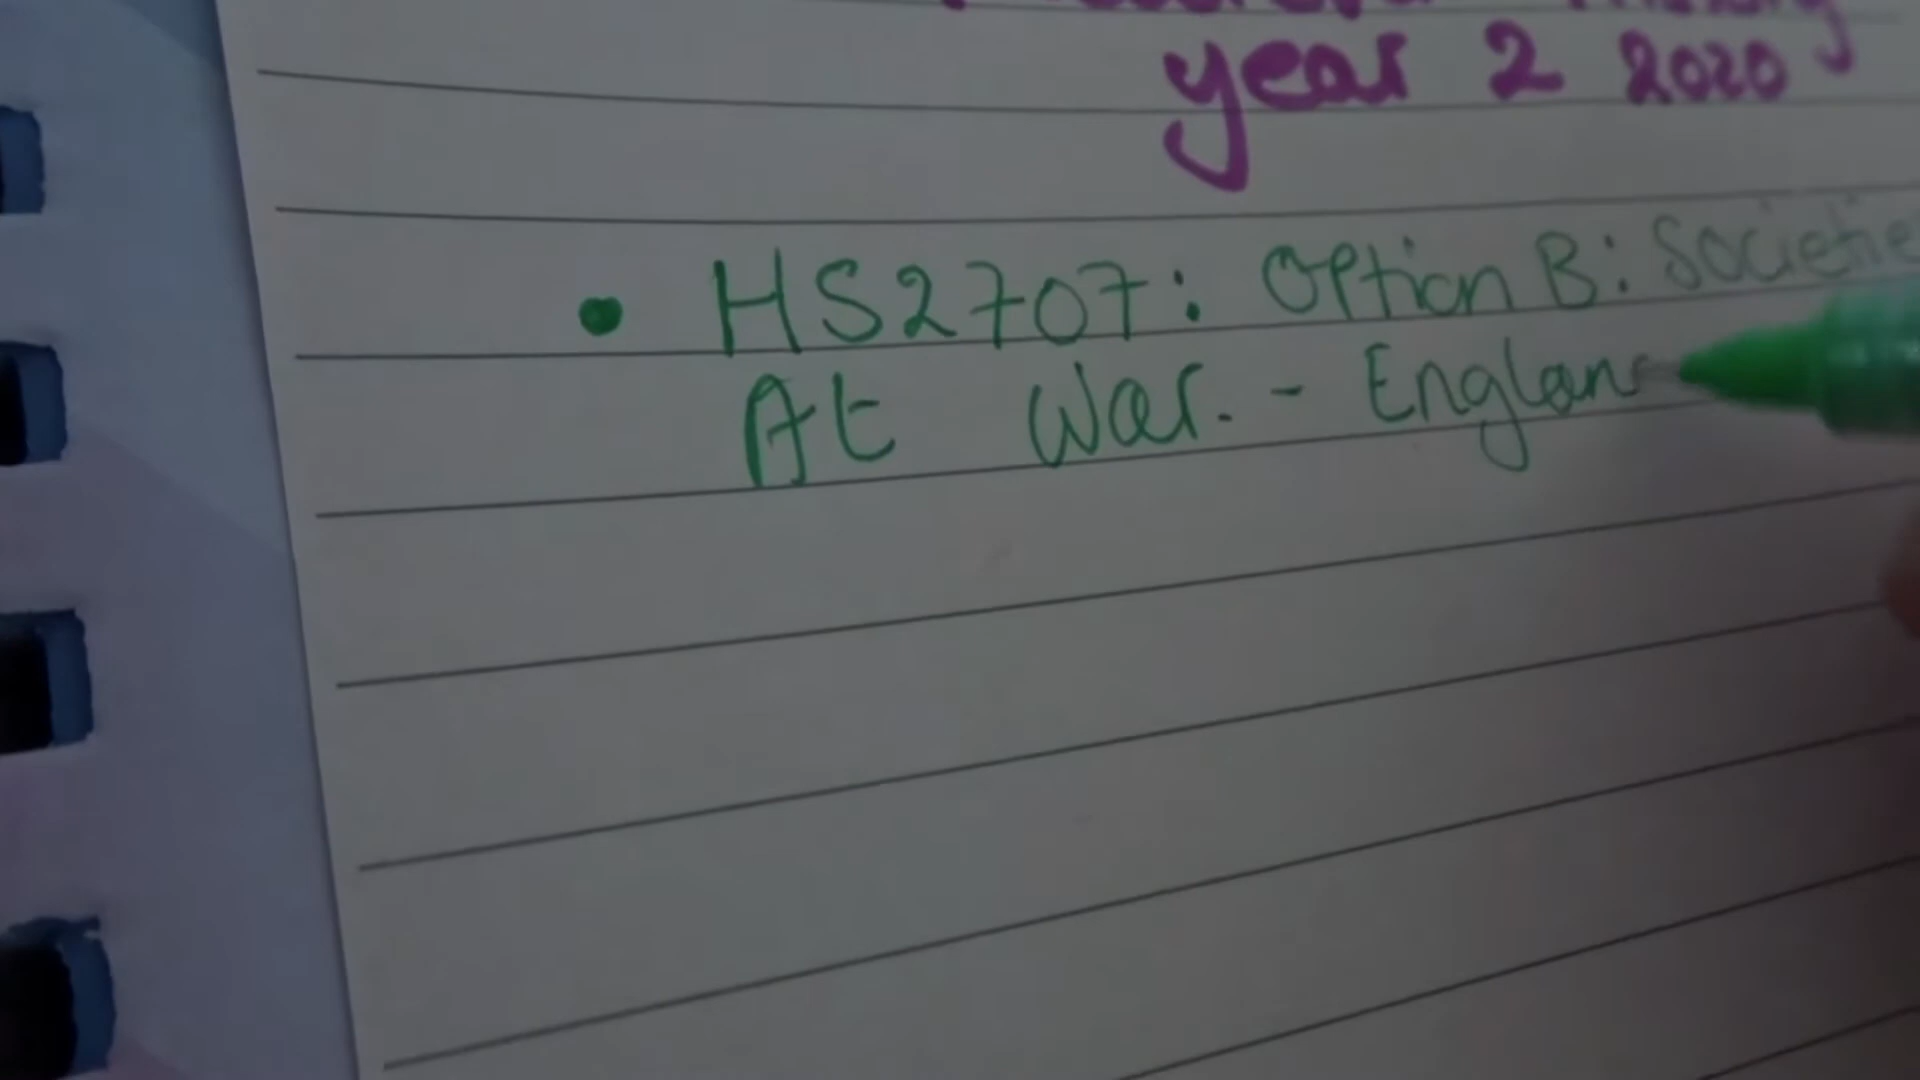 year 2 2020
• HS2707: Option B: Societie
At War. - Englan